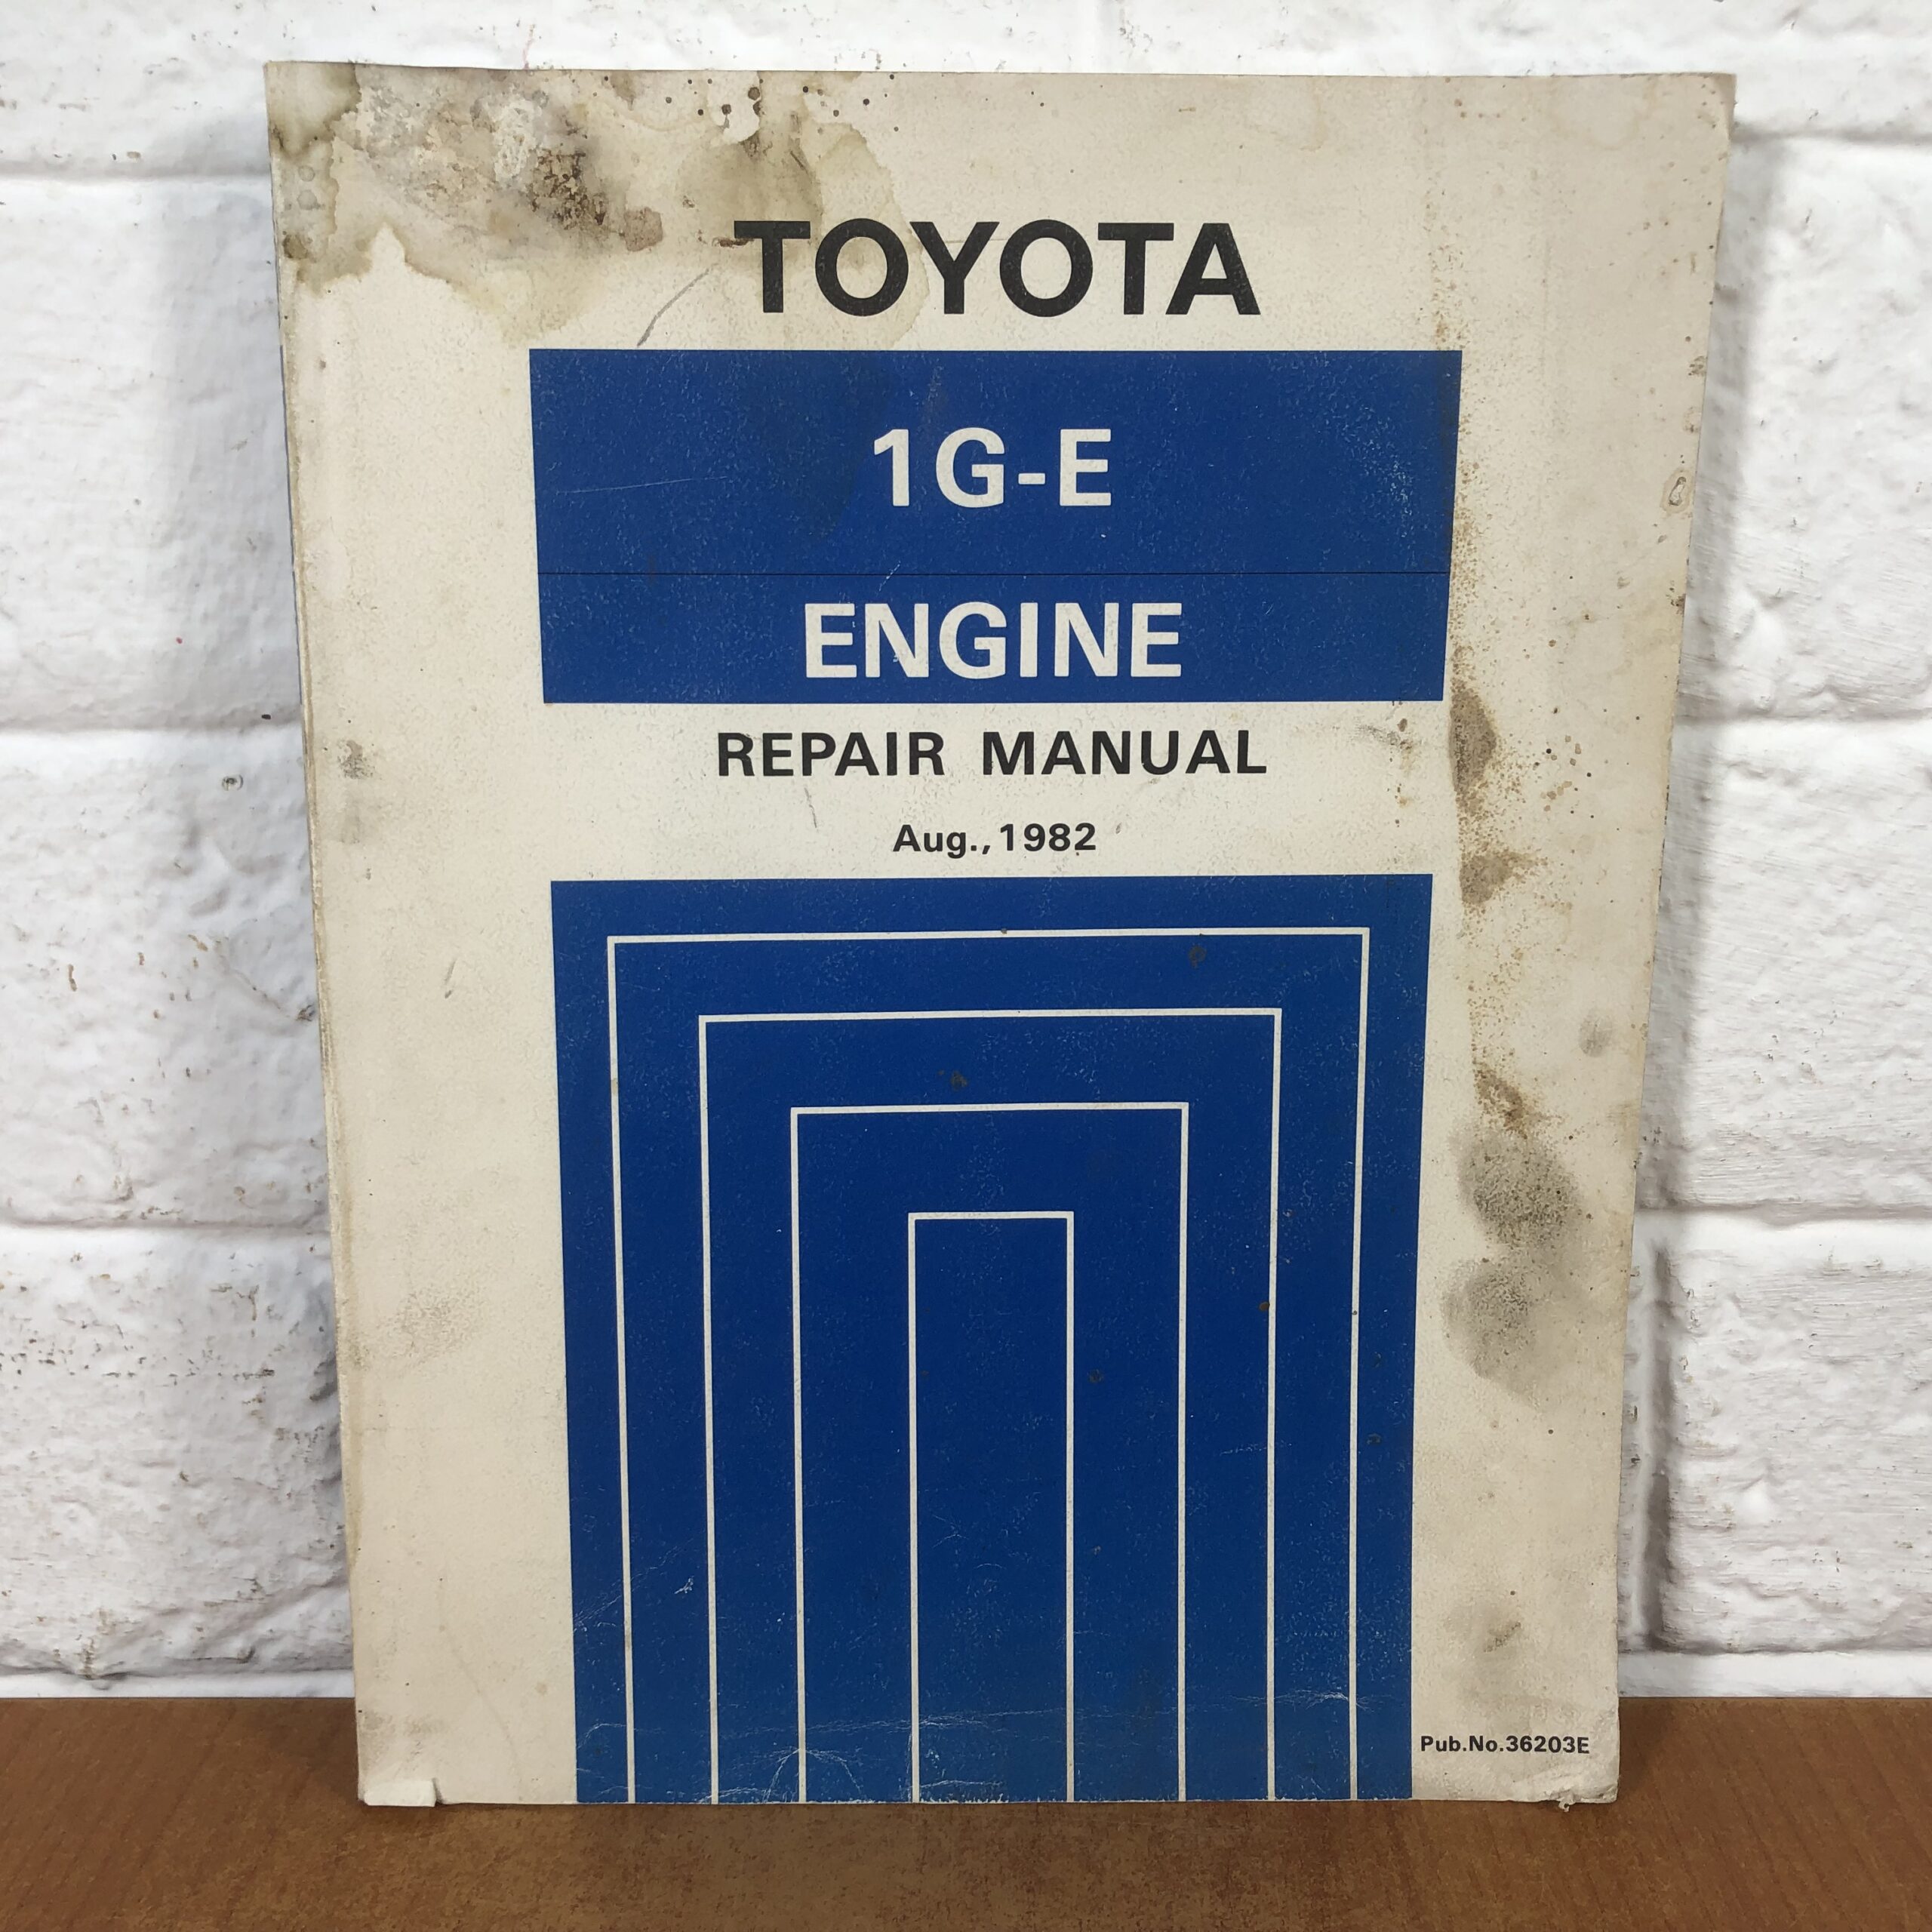 TOYOTA
1G-E
ENGINE
REPAIR MANUAL
Aug.,1982
Pub.No.36203E